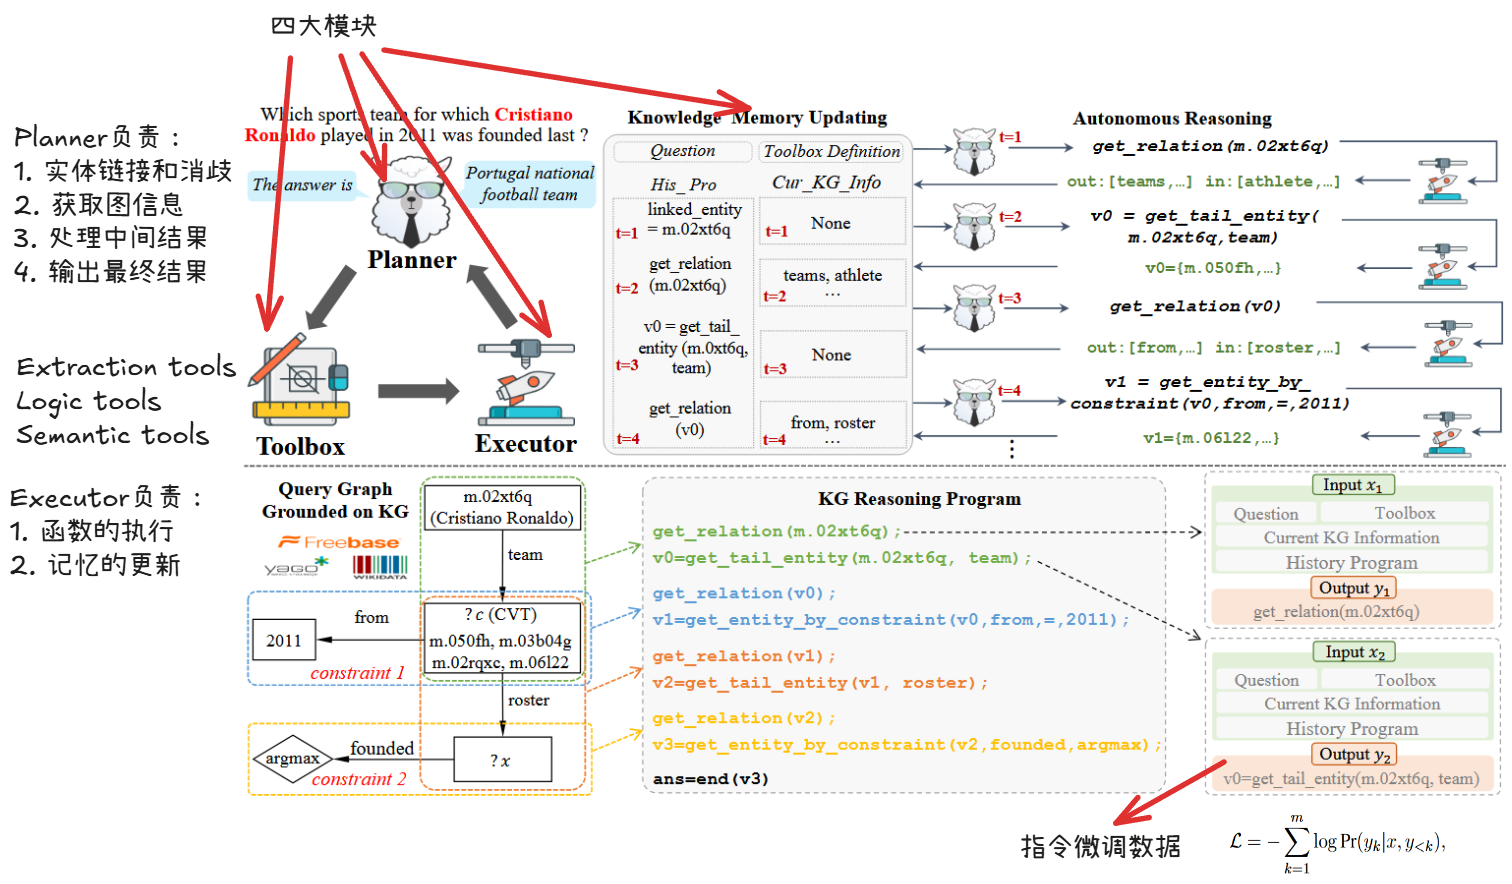 四大模块
Planner负责：
1. 实体链接和消歧
2. 获取图信息
3. 处理中间结果
4. 输出最终结果
Extraction tools
Logic tools
Semantic tools
Executor负责：
1. 函数的执行
2. 记忆的更新
Which sports team for which Cristiano
Ronaldo played in 2011 was founded last ?
The answer is
Portugal national
football team
Planner
Toolbox
Executor
Knowledge Memory Updating
Question
Toolbox Definition
His_Pro
Cur_KG_Info
linked_entity
= m.02xt6q
t=1
None
t=1
get_relation
(m.02xt6q)
t=2
teams, athlete
...
t=2
v0 = get_tail_
entity (m.0xt6q,
team)
t=3
None
t=3
get_relation
(v0)
t=4
from, roster
...
t=4
Autonomous Reasoning
t=1
get_relation(m.02xt6q)
out:[teams,…] in:[athlete,…]
t=2
v0 = get_tail_entity(
m.02xt6q,team)
v0={m.050fh,…}
t=3
get_relation(v0)
out:[from,…] in:[roster,…]
t=4
v1 = get_entity_by_
constraint(v0,from,=,2011)
v1={m.06l22,…}
⋮
Query Graph
Grounded on KG
Freebase
yago
WIKIDATA
m.02xt6q
(Cristiano Ronaldo)
team
? c (CVT)
m.050fh, m.03b04g
m.02rqxc, m.06l22
from
2011
constraint 1
roster
? x
founded
argmax
constraint 2
KG Reasoning Program
get_relation(m.02xt6q);
v0=get_tail_entity(m.02xt6q, team);
get_relation(v0);
v1=get_entity_by_constraint(v0,from,=,2011);
get_relation(v1);
v2=get_tail_entity(v1, roster);
get_relation(v2);
v3=get_entity_by_constraint(v2,founded,argmax);
ans=end(v3)
Input x₁
Question
Toolbox
Current KG Information
History Program
Output y₁
get_relation(m.02xt6q)
Input x₂
Question
Toolbox
Current KG Information
History Program
Output y₂
v0=get_tail_entity(m.02xt6q, team)
指令微调数据
ℒ = −∑_{k=1}^{m} log Pr(y_k|x, y_{<k}),